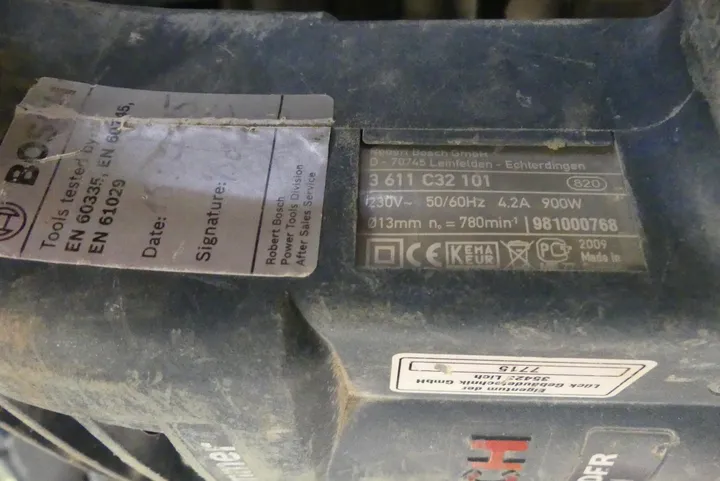 BOSCH
Tools tested by
EN 60335, EN 60745,
EN 61029
Date:
Signature:
Robert Bosch
Power Tools Division
After Sales Service
Robert Bosch GmbH
D - 70745 Leinfelden - Echterdingen
3 611 C32 101 820
230V~ 50/60Hz 4.2A 900W
Ø13mm n₀ = 780min⁻¹ 981000768
CE KEMA EUR PC 2009
Made in
Eigentum der
Lück Gebäudetechnik GmbH
35423 Lich
7715